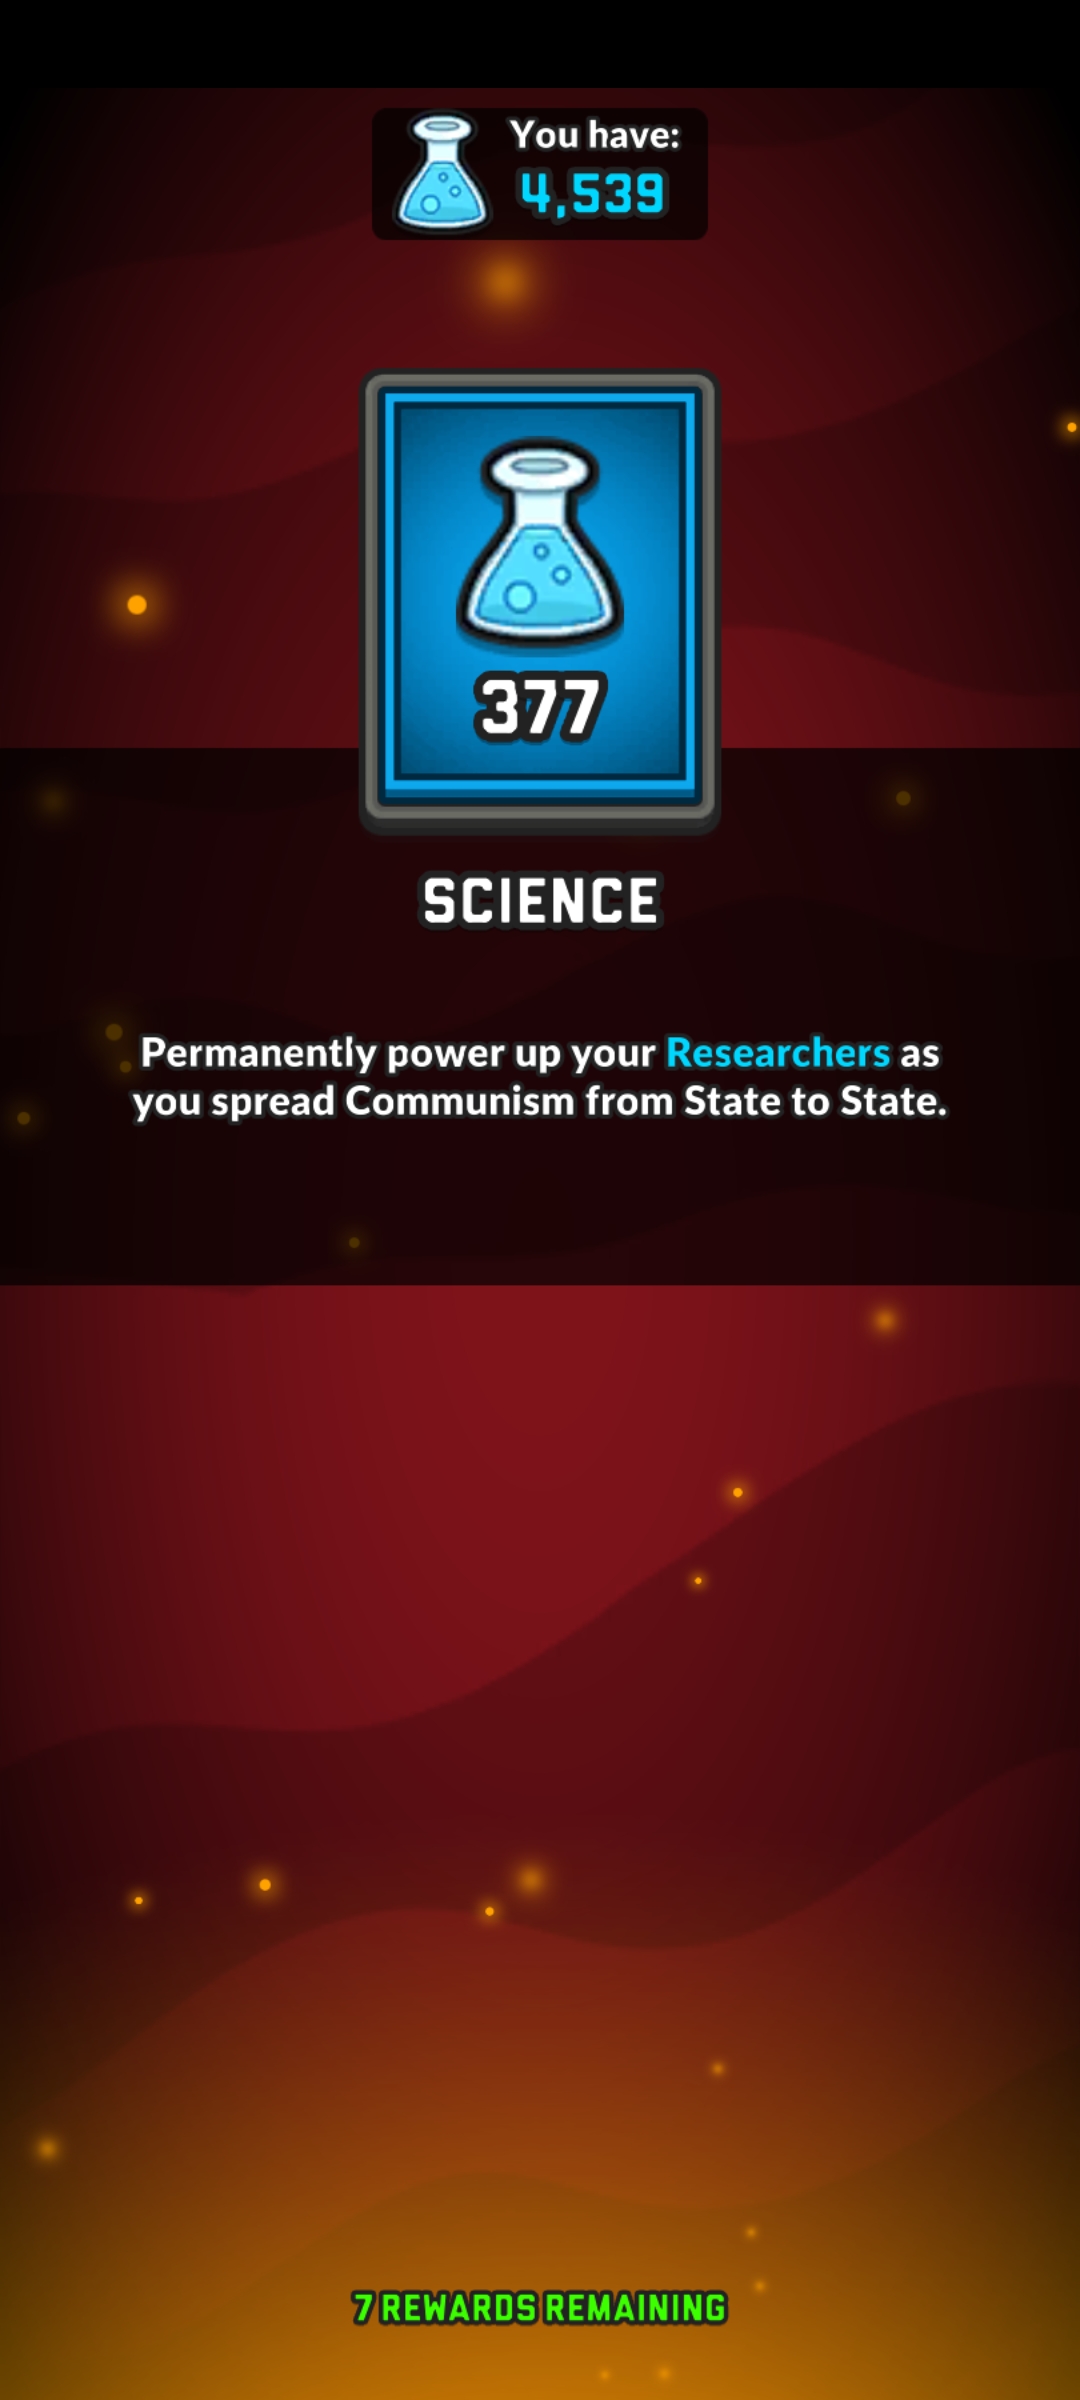 You have:
4,539
377
SCIENCE
Permanently power up your Researchers as
you spread Communism from State to State.
7 REWARDS REMAINING